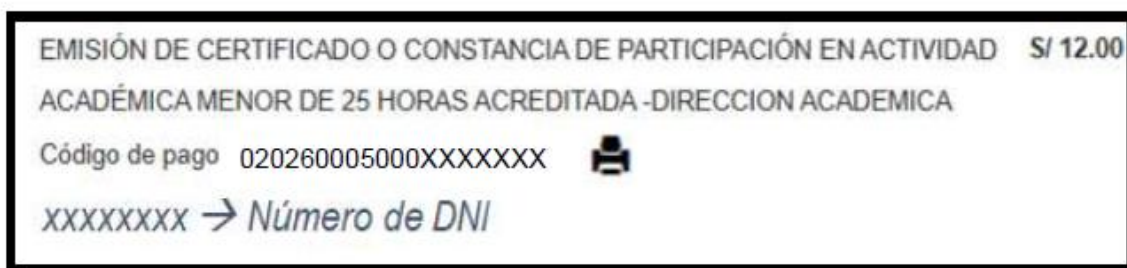 EMISIÓN DE CERTIFICADO O CONSTANCIA DE PARTICIPACIÓN EN ACTIVIDAD S/ 12.00
ACADÉMICA MENOR DE 25 HORAS ACREDITADA -DIRECCION ACADEMICA
Código de pago 020260005000XXXXXXX
xxxxxxxx → Número de DNI